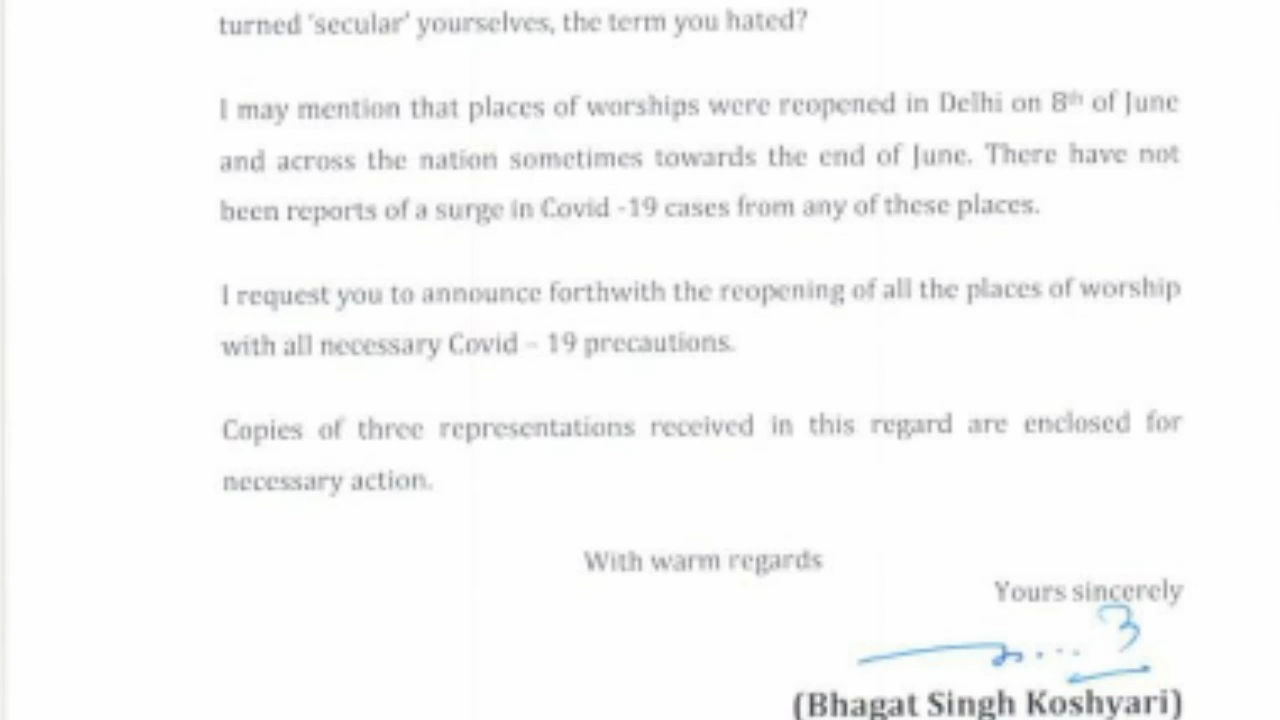 turned 'secular' yourselves, the term you hated?
I may mention that places of worships were reopened in Delhi on 8th of June
and across the nation sometimes towards the end of June. There have not
been reports of a surge in Covid -19 cases from any of these places.
I request you to announce forthwith the reopening of all the places of worship
with all necessary Covid – 19 precautions.
Copies of three representations received in this regard are enclosed for
necessary action.
With warm regards
Yours sincerely
(Bhagat Singh Koshyari)